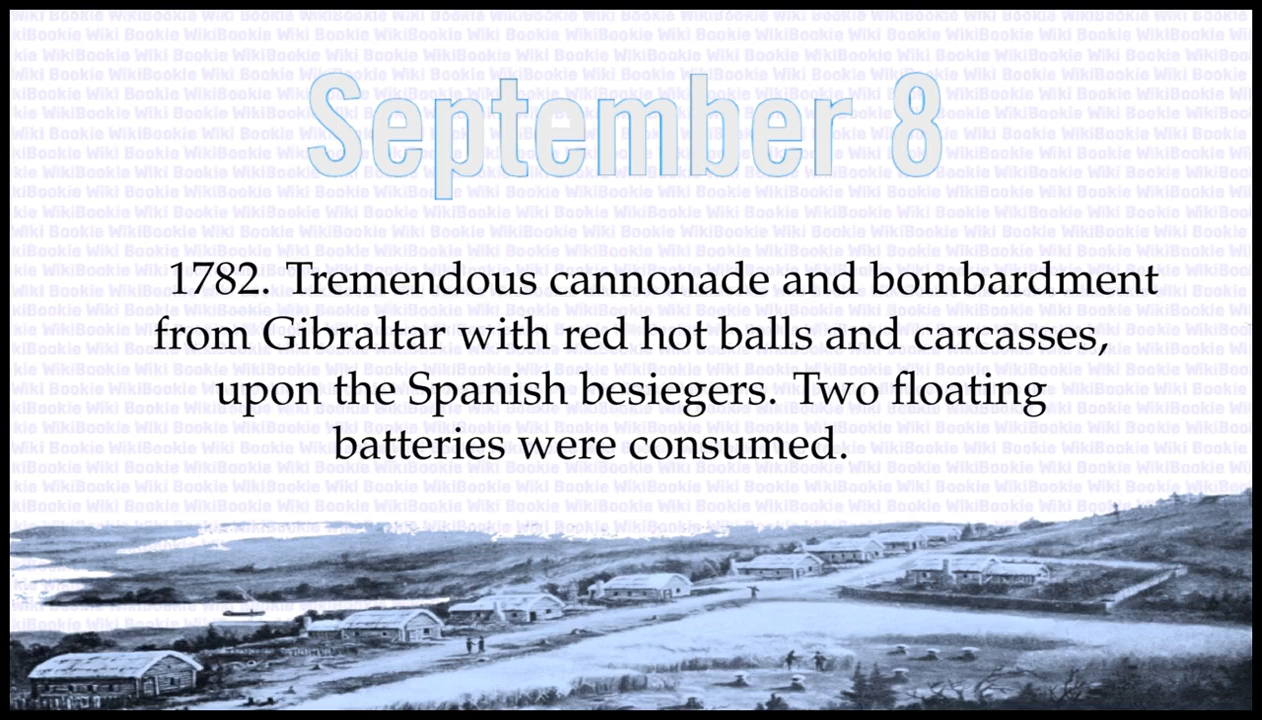 September 8
1782. Tremendous cannonade and bombardment
from Gibraltar with red hot balls and carcasses,
upon the Spanish besiegers. Two floating
batteries were consumed.